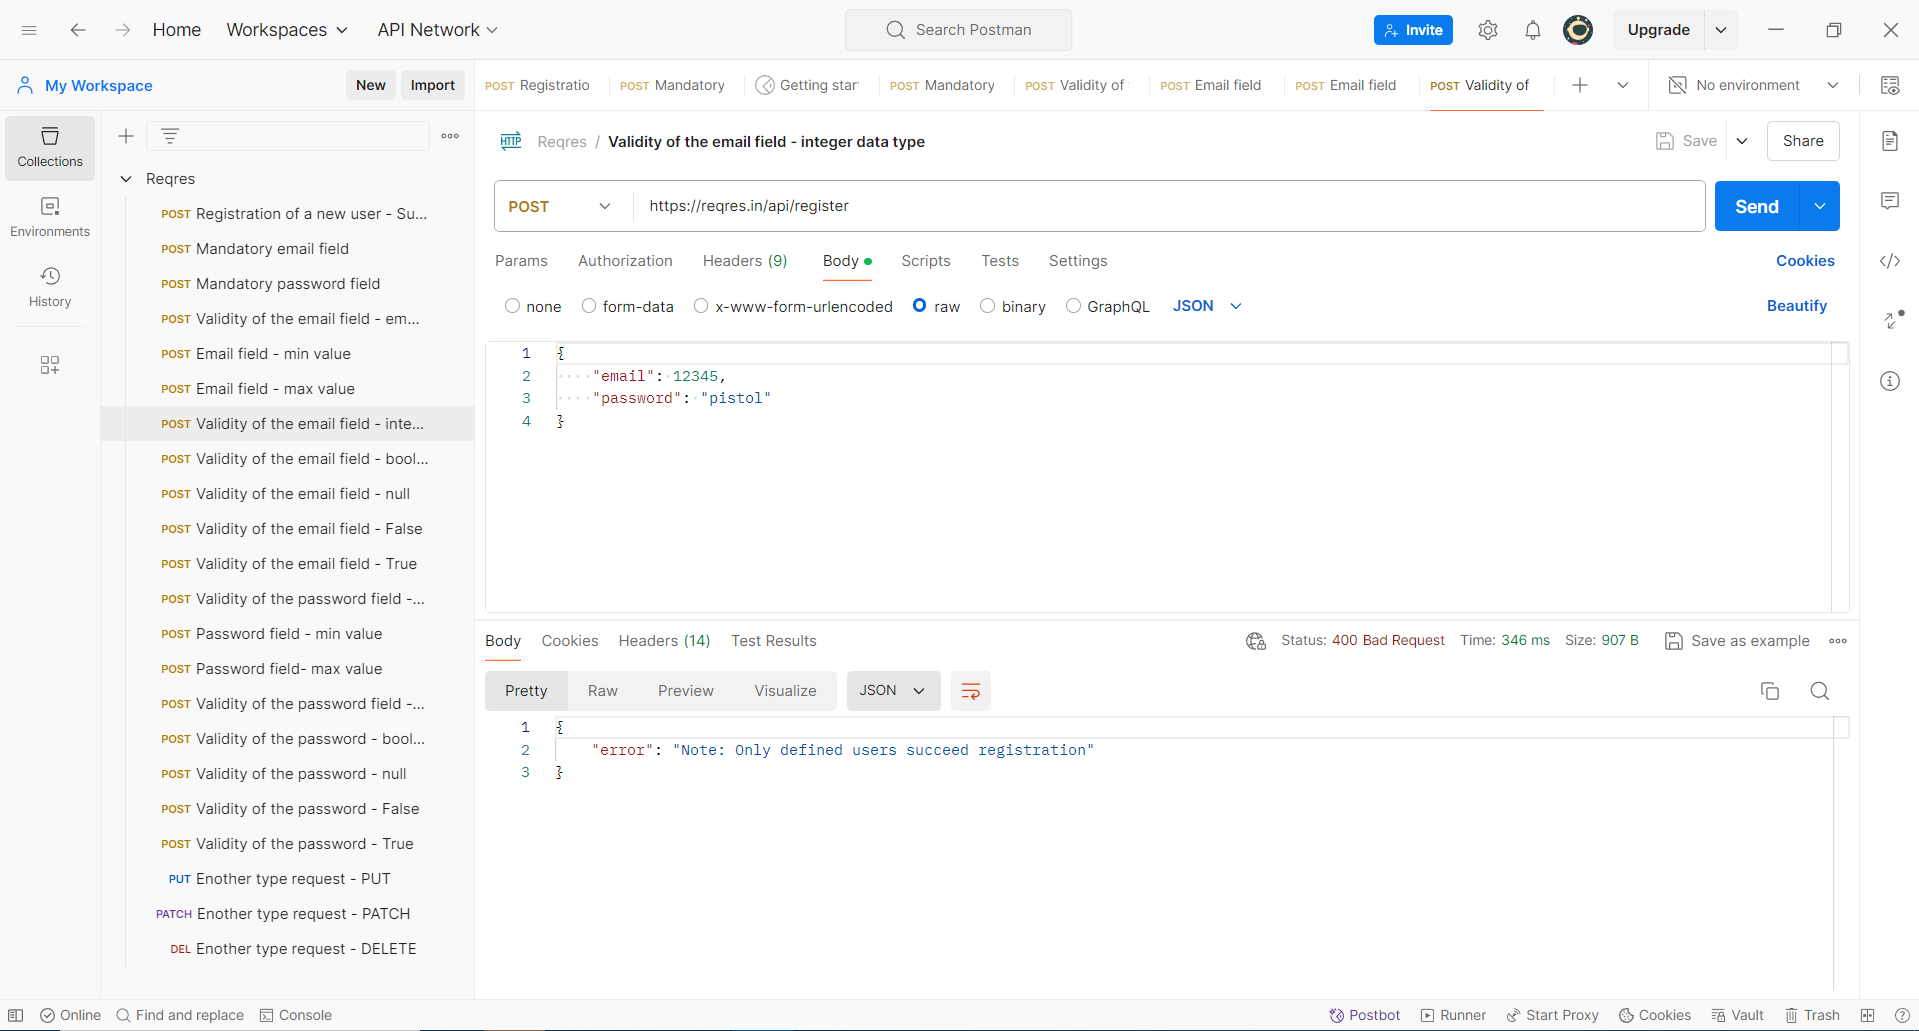 Home Workspaces API Network Search Postman Invite Upgrade
My Workspace New Import
POST Registratio POST Mandatory Getting star POST Mandatory POST Validity of POST Email field POST Email field POST Validity of No environment
Collections
Environments
History
Reqres
POST Registration of a new user - Su...
POST Mandatory email field
POST Mandatory password field
POST Validity of the email field - em...
POST Email field - min value
POST Email field - max value
POST Validity of the email field - inte...
POST Validity of the email field - bool...
POST Validity of the email field - null
POST Validity of the email field - False
POST Validity of the email field - True
POST Validity of the password field -...
POST Password field - min value
POST Password field- max value
POST Validity of the password field -...
POST Validity of the password - bool...
POST Validity of the password - null
POST Validity of the password - False
POST Validity of the password - True
PUT Enother type request - PUT
PATCH Enother type request - PATCH
DEL Enother type request - DELETE
HTTP Reqres / Validity of the email field - integer data type Save Share
POST https://reqres.in/api/register Send
Params Authorization Headers (9) Body Scripts Tests Settings Cookies
none form-data x-www-form-urlencoded raw binary GraphQL JSON Beautify
1 {
2 "email": 12345,
3 "password": "pistol"
4 }
Body Cookies Headers (14) Test Results Status: 400 Bad Request Time: 346 ms Size: 907 B Save as example
Pretty Raw Preview Visualize JSON
1 {
2 "error": "Note: Only defined users succeed registration"
3 }
Online Find and replace Console Postbot Runner Start Proxy Cookies Vault Trash